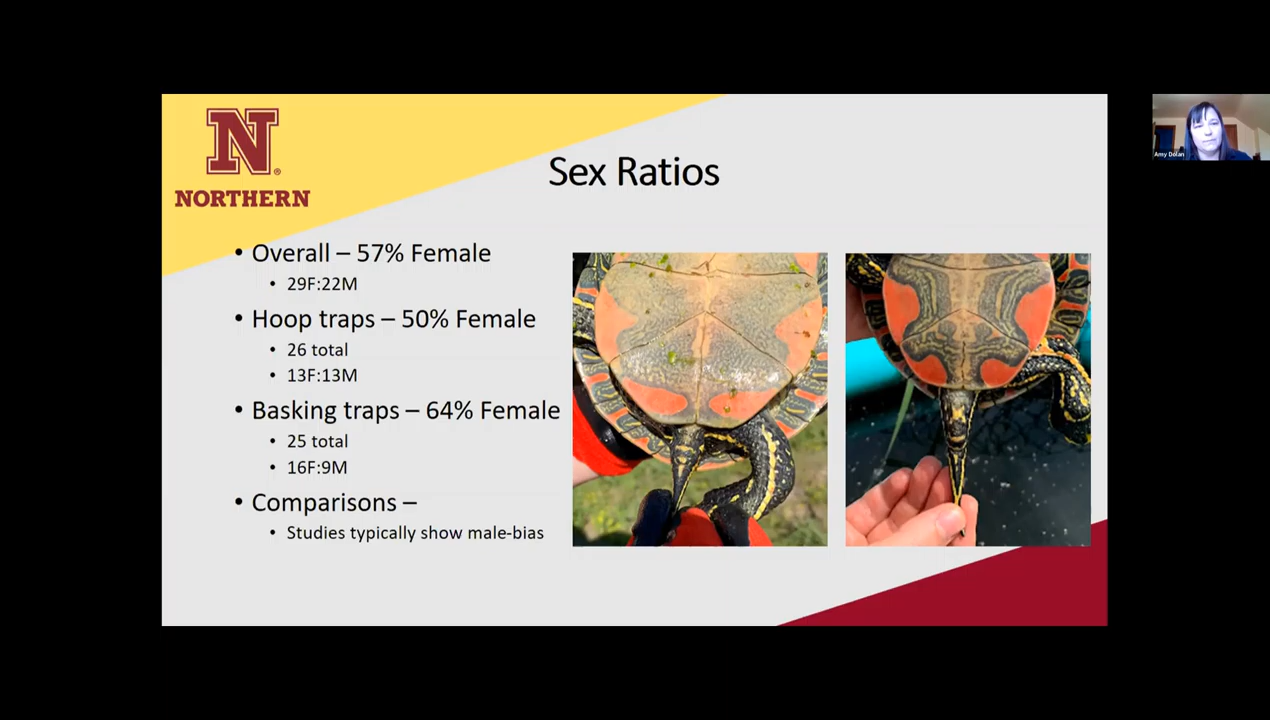 N
NORTHERN
Sex Ratios
• Overall – 57% Female
• 29F:22M
• Hoop traps – 50% Female
• 26 total
• 13F:13M
• Basking traps – 64% Female
• 25 total
• 16F:9M
• Comparisons –
• Studies typically show male-bias
Amy Dolan